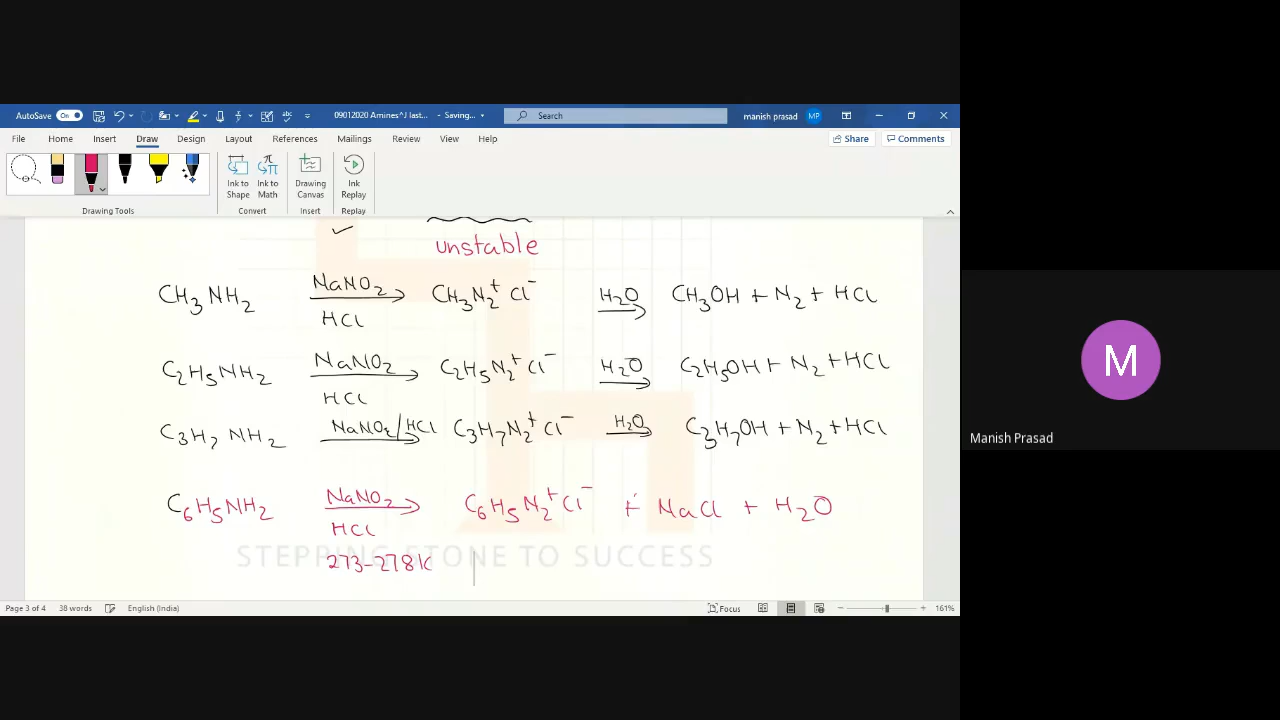 AutoSave On 09012020 Amines^J last... - Saving... Search manish prasad MP
File Home Insert Draw Design Layout References Mailings Review View Help Share Comments
Ink to Shape Ink to Math Drawing Canvas Ink Replay
Drawing Tools Convert Insert Replay
unstable
CH3NH2 NaNO2 HCl CH3N2+ Cl- H2O CH3OH + N2 + HCl
C2H5NH2 NaNO2 HCl C2H5N2+ Cl- H2O C2H5OH + N2 + HCl
C3H7NH2 NaNO2/HCl C3H7N2+ Cl- H2O C3H7OH + N2 + HCl
C6H5NH2 NaNO2 HCl C6H5N2+ Cl- + NaCl + H2O
273-278K
STEPPING STONE TO SUCCESS
Page 3 of 4 38 words English (India) Focus 161%
M
Manish Prasad